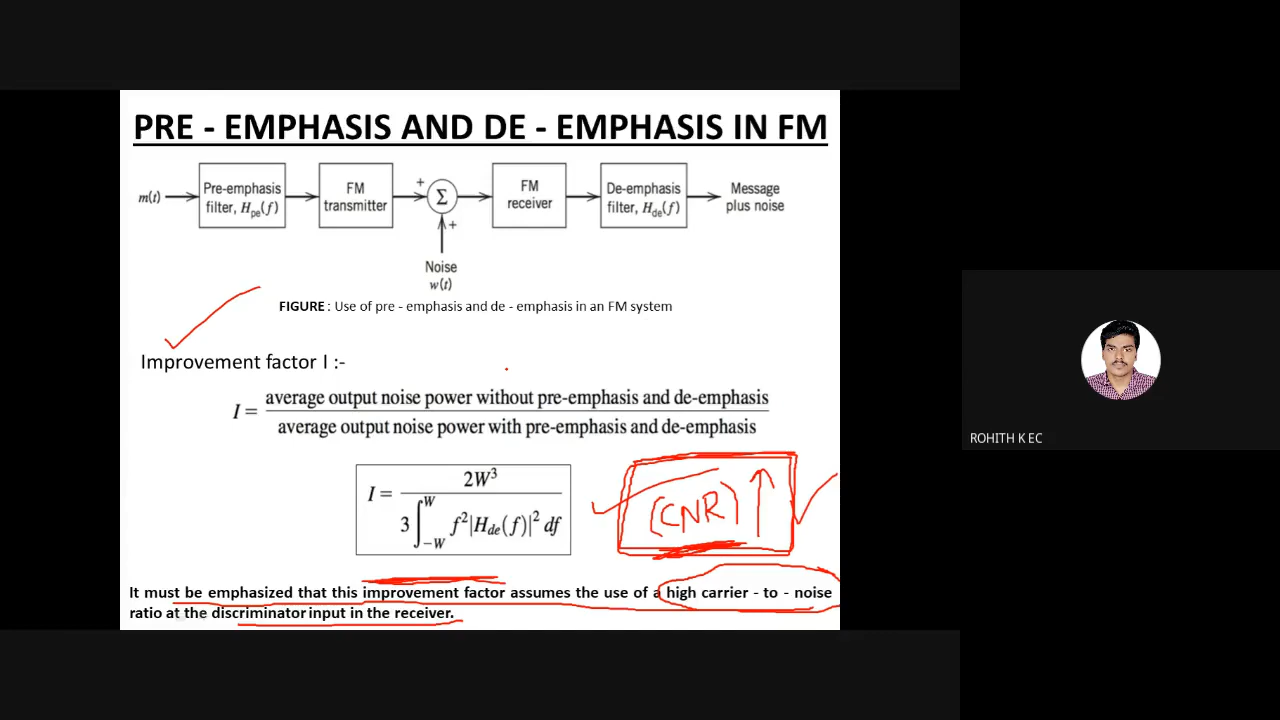 PRE - EMPHASIS AND DE - EMPHASIS IN FM
m(t)
Pre-emphasis
filter, Hpe(f)
FM
transmitter
+
Σ
+
Noise
w(t)
FM
receiver
De-emphasis
filter, Hde(f)
Message
plus noise
FIGURE : Use of pre - emphasis and de - emphasis in an FM system
Improvement factor I :-
I = average output noise power without pre-emphasis and de-emphasis
average output noise power with pre-emphasis and de-emphasis
I = 2W³
3 ∫_{-W}^{W} f²|Hde(f)|² df
(CNR) ↑
It must be emphasized that this improvement factor assumes the use of a high carrier - to - noise
ratio at the discriminator input in the receiver.
ROHITH K EC